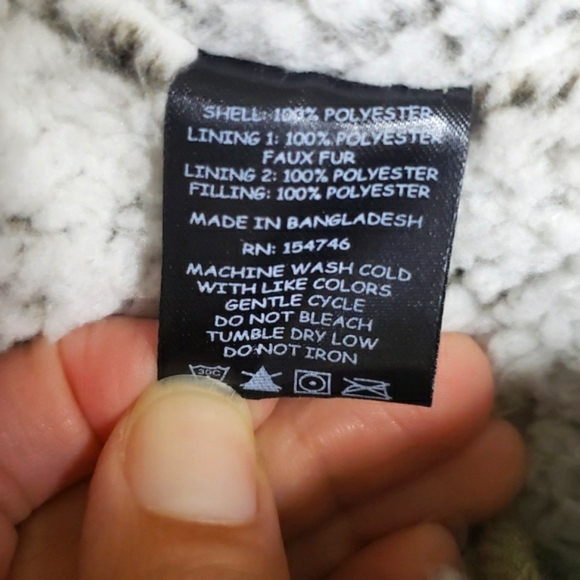 SHELL: 100% POLYESTER
LINING 1: 100% POLYESTER
FAUX FUR
LINING 2: 100% POLYESTER
FILLING: 100% POLYESTER
MADE IN BANGLADESH
RN: 154746
MACHINE WASH COLD
WITH LIKE COLORS
GENTLE CYCLE
DO NOT BLEACH
TUMBLE DRY LOW
DO NOT IRON
30C